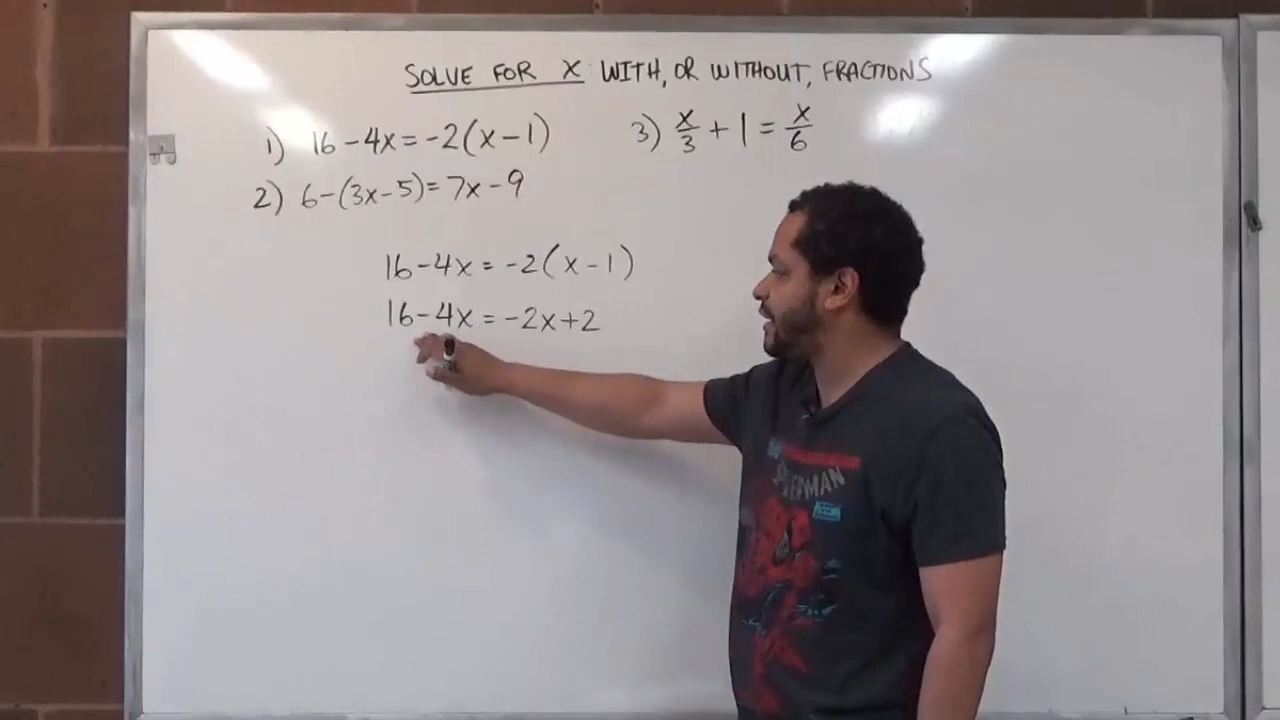 SOLVE FOR X WITH, OR WITHOUT, FRACTIONS
1) 16-4x=-2(x-1)
3) x/3+1=x/6
2) 6-(3x-5)=7x-9
16-4x=-2(x-1)
16-4x=-2x+2
SPIDERMAN